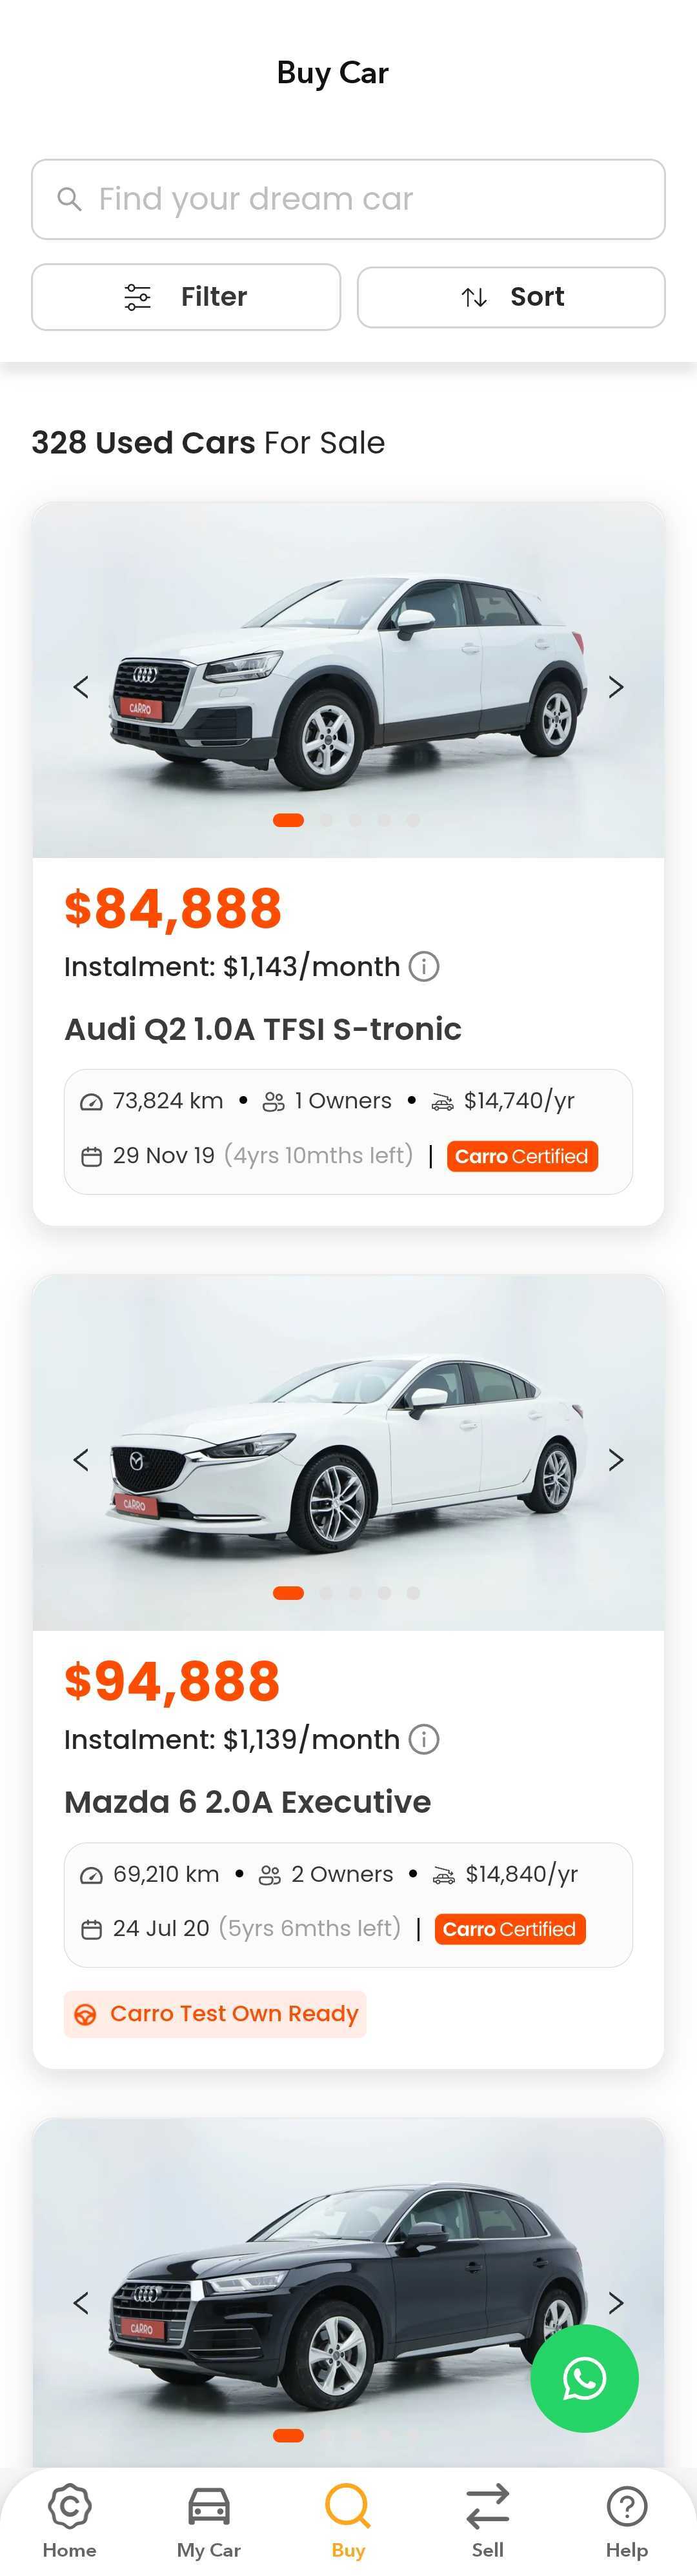 Buy Car
Find your dream car
Filter
Sort
328 Used Cars For Sale
CARRO
$84,888
Instalment: $1,143/month
Audi Q2 1.0A TFSI S-tronic
73,824 km • 1 Owners • $14,740/yr
29 Nov 19 (4yrs 10mths left) | Carro Certified
CARRO
$94,888
Instalment: $1,139/month
Mazda 6 2.0A Executive
69,210 km • 2 Owners • $14,840/yr
24 Jul 20 (5yrs 6mths left) | Carro Certified
Carro Test Own Ready
CARRO
Home
My Car
Buy
Sell
Help